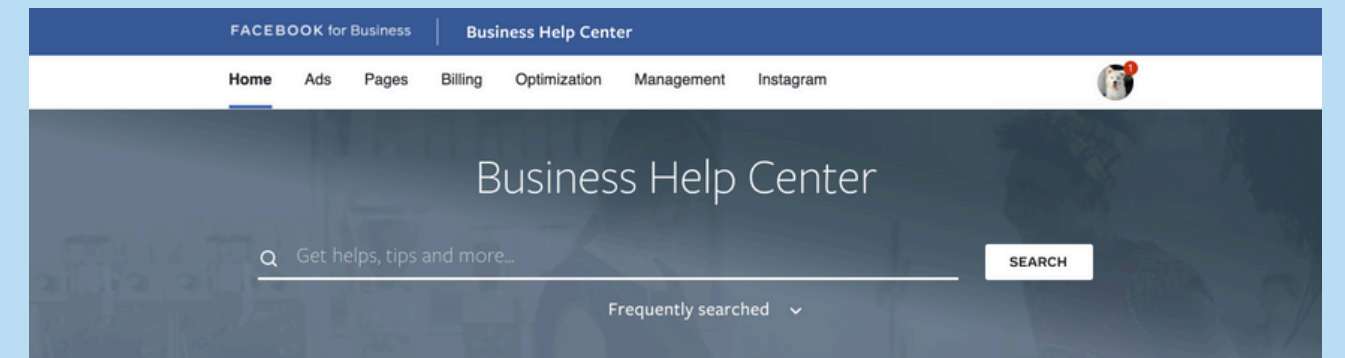 FACEBOOK for Business Business Help Center
Home Ads Pages Billing Optimization Management Instagram
1
Business Help Center
Get helps, tips and more...
SEARCH
Frequently searched